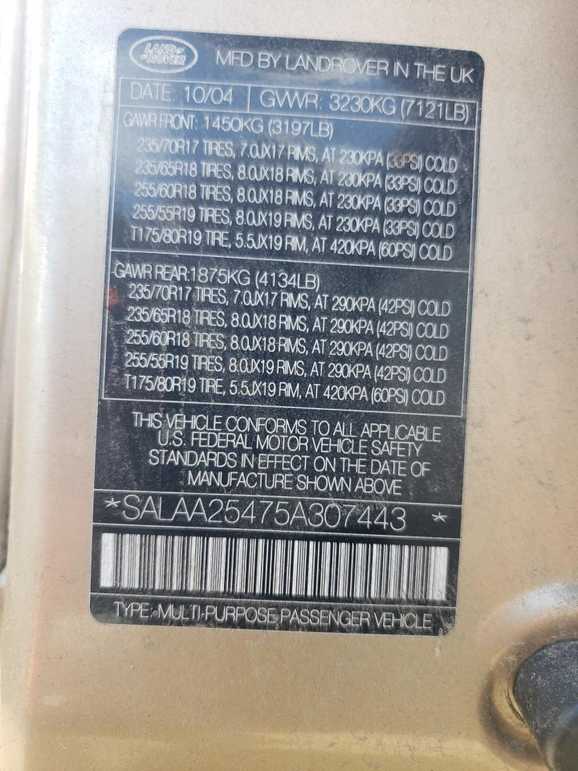 LAND ROVER
MFD BY LANDROVER IN THE UK
DATE: 10/04 GVWR: 3230KG (7121LB)
GAWR FRONT: 1450KG (3197LB)
235/70R17 TIRES, 7.0JX17 RIMS, AT 230KPA (33PSI) COLD
235/65R18 TIRES, 8.0JX18 RIMS, AT 230KPA (33PSI) COLD
255/60R18 TIRES, 8.0JX18 RIMS, AT 230KPA (33PSI) COLD
255/55R19 TIRES, 8.0JX19 RIMS, AT 230KPA (33PSI) COLD
T175/80R19 TIRE, 5.5JX19 RIM, AT 420KPA (60PSI) COLD
GAWR REAR:1875KG (4134LB)
235/70R17 TIRES, 7.0JX17 RIMS, AT 290KPA (42PSI) COLD
235/65R18 TIRES, 8.0JX18 RIMS, AT 290KPA (42PSI) COLD
255/60R18 TIRES, 8.0JX18 RIMS, AT 290KPA (42PSI) COLD
255/55R19 TIRES, 8.0JX19 RIMS, AT 290KPA (42PSI) COLD
T175/80R19 TIRE, 5.5JX19 RIM, AT 420KPA (60PSI) COLD
THIS VEHICLE CONFORMS TO ALL APPLICABLE
U.S. FEDERAL MOTOR VEHICLE SAFETY
STANDARDS IN EFFECT ON THE DATE OF
MANUFACTURE SHOWN ABOVE
*SALAA25475A307443 *
TYPE: MULTI-PURPOSE PASSENGER VEHICLE